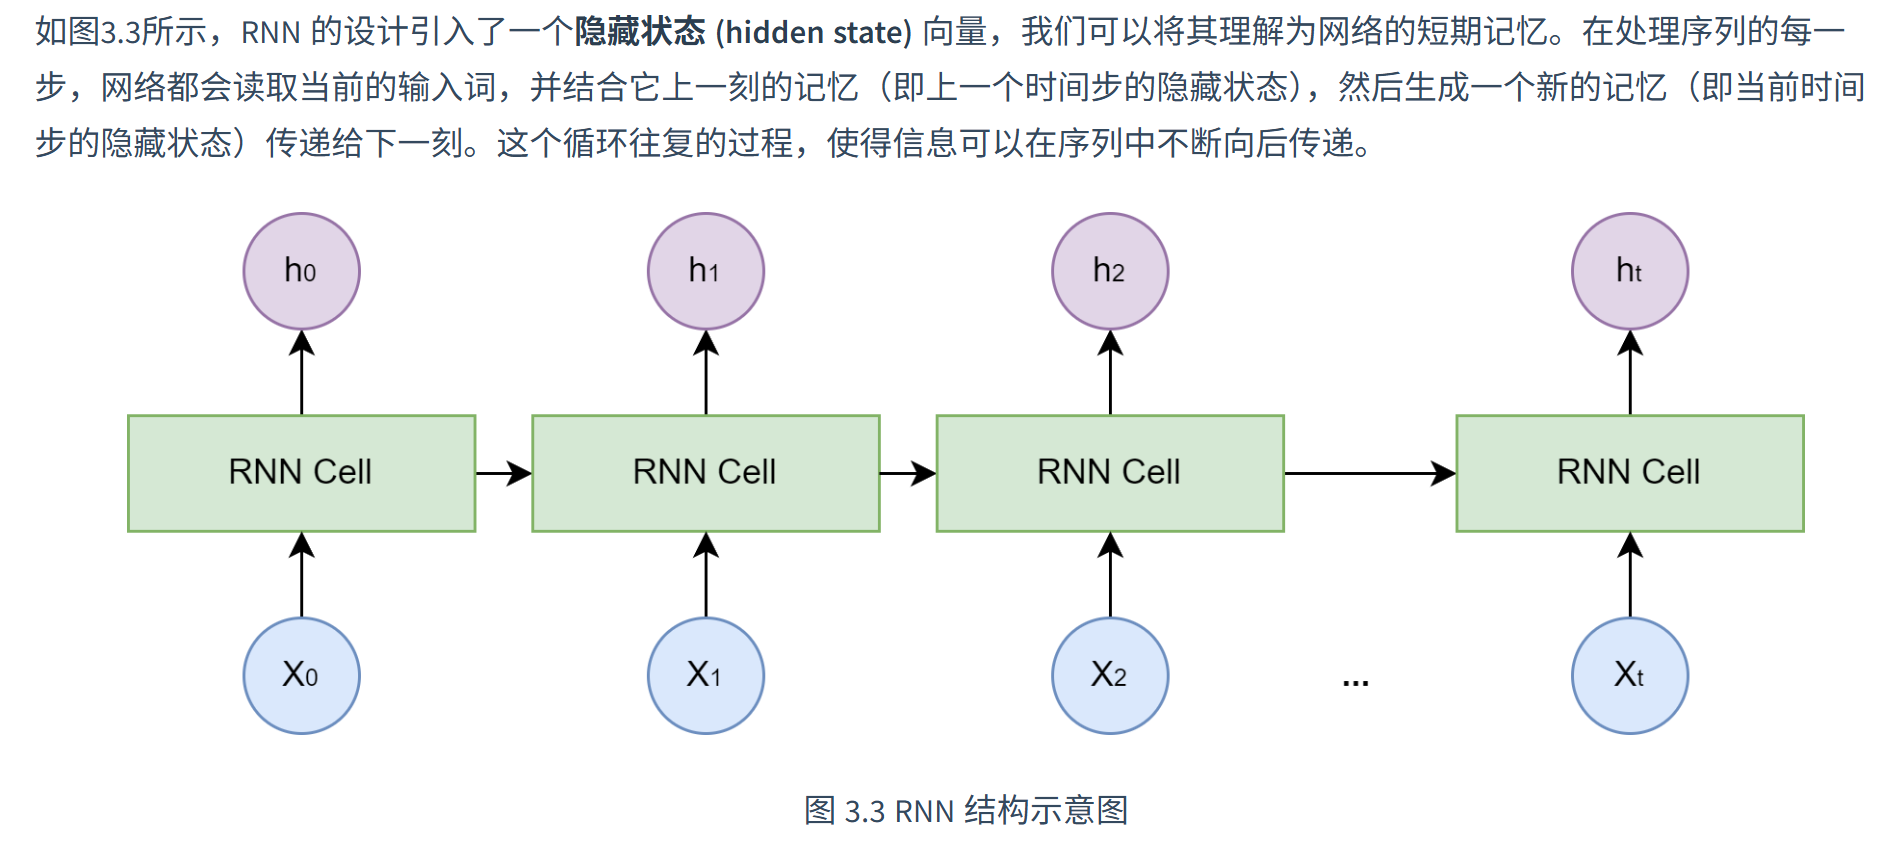 如图3.3所示，RNN 的设计引入了一个隐藏状态 (hidden state) 向量，我们可以将其理解为网络的短期记忆。在处理序列的每一
步，网络都会读取当前的输入词，并结合它上一刻的记忆（即上一个时间步的隐藏状态），然后生成一个新的记忆（即当前时间
步的隐藏状态）传递给下一刻。这个循环往复的过程，使得信息可以在序列中不断向后传递。
h0 h1 h2 ht
RNN Cell RNN Cell RNN Cell RNN Cell
X0 X1 X2 ... Xt
图 3.3 RNN 结构示意图